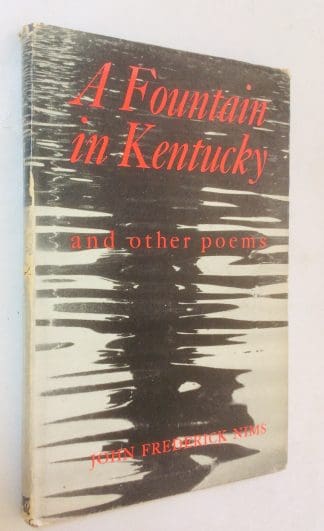 A Fountain
in Kentucky
and other poems
JOHN FREDERICK NIMS